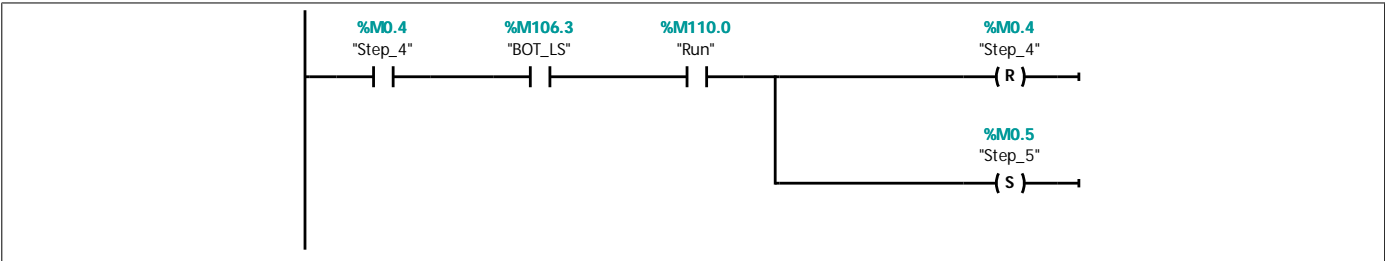 %M0.4 %M106.3 %M110.0 %M0.4
"Step_4" "BOT_LS" "Run" "Step_4"
R
%M0.5
"Step_5"
S